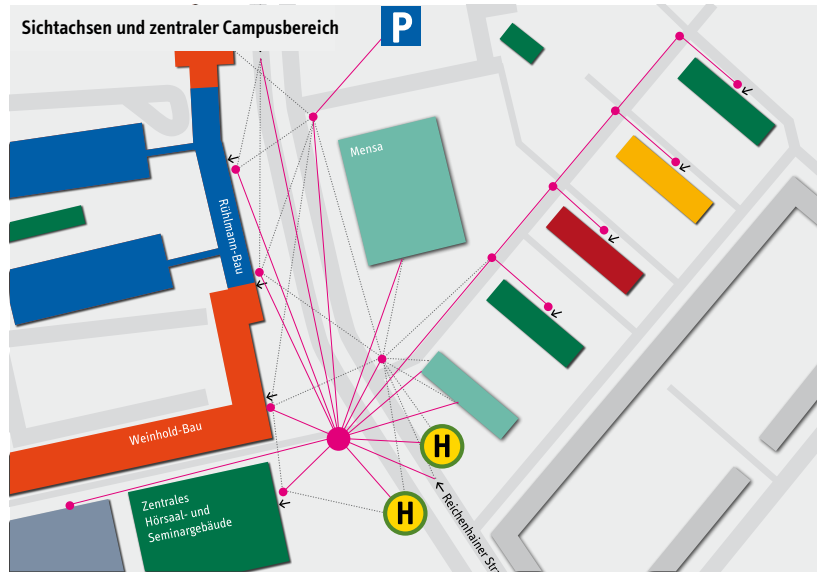 Sichtachsen und zentraler Campusbereich
P
Mensa
Rühlmann-Bau
Weinhold-Bau
H
Zentrales
Hörsaal- und
Seminargebäude
H
Reichenhainer Str